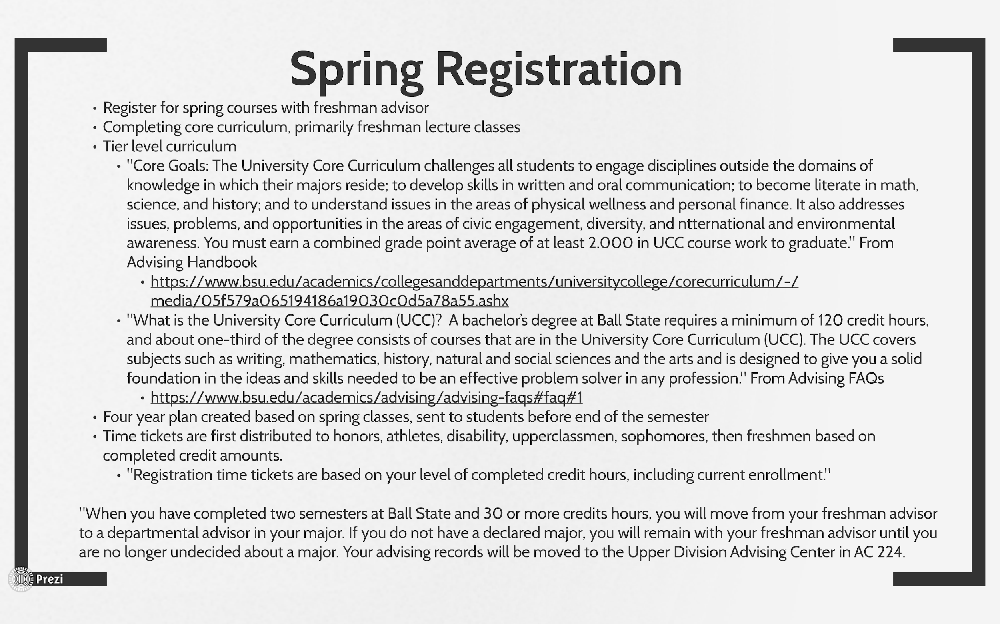 Spring Registration
• Register for spring courses with freshman advisor
• Completing core curriculum, primarily freshman lecture classes
• Tier level curriculum
• "Core Goals: The University Core Curriculum challenges all students to engage disciplines outside the domains of
knowledge in which their majors reside; to develop skills in written and oral communication; to become literate in math,
science, and history; and to understand issues in the areas of physical wellness and personal finance. It also addresses
issues, problems, and opportunities in the areas of civic engagement, diversity, and ntternational and environmental
awareness. You must earn a combined grade point average of at least 2.000 in UCC course work to graduate." From
Advising Handbook
• https://www.bsu.edu/academics/collegesanddepartments/universitycollege/corecurriculum/-/
media/05f579a065194186a19030c0d5a78a55.ashx
• "What is the University Core Curriculum (UCC)?  A bachelor's degree at Ball State requires a minimum of 120 credit hours,
and about one-third of the degree consists of courses that are in the University Core Curriculum (UCC). The UCC covers
subjects such as writing, mathematics, history, natural and social sciences and the arts and is designed to give you a solid
foundation in the ideas and skills needed to be an effective problem solver in any profession." From Advising FAQs
• https://www.bsu.edu/academics/advising/advising-faqs#faq#1
• Four year plan created based on spring classes, sent to students before end of the semester
• Time tickets are first distributed to honors, athletes, disability, upperclassmen, sophomores, then freshmen based on
completed credit amounts.
• "Registration time tickets are based on your level of completed credit hours, including current enrollment."
"When you have completed two semesters at Ball State and 30 or more credits hours, you will move from your freshman advisor
to a departmental advisor in your major. If you do not have a declared major, you will remain with your freshman advisor until you
are no longer undecided about a major. Your advising records will be moved to the Upper Division Advising Center in AC 224.
Prezi